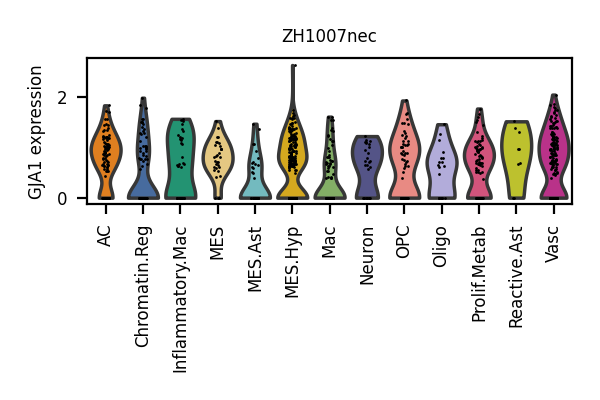 ZH1007nec
GJA1 expression
2
0
AC
Chromatin.Reg
Inflammatory.Mac
MES
MES.Ast
MES.Hyp
Mac
Neuron
OPC
Oligo
Prolif.Metab
Reactive.Ast
Vasc